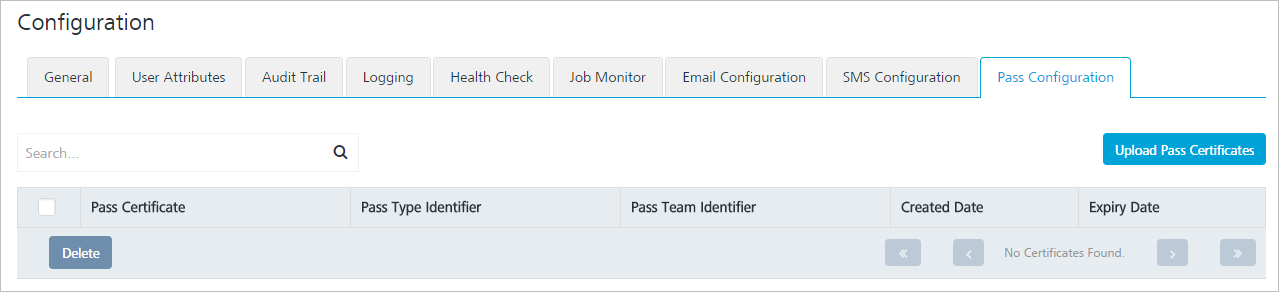 Configuration
General User Attributes Audit Trail Logging Health Check Job Monitor Email Configuration SMS Configuration Pass Configuration
Search... Upload Pass Certificates
Pass Certificate Pass Type Identifier Pass Team Identifier Created Date Expiry Date
Delete « ‹ No Certificates Found. › »